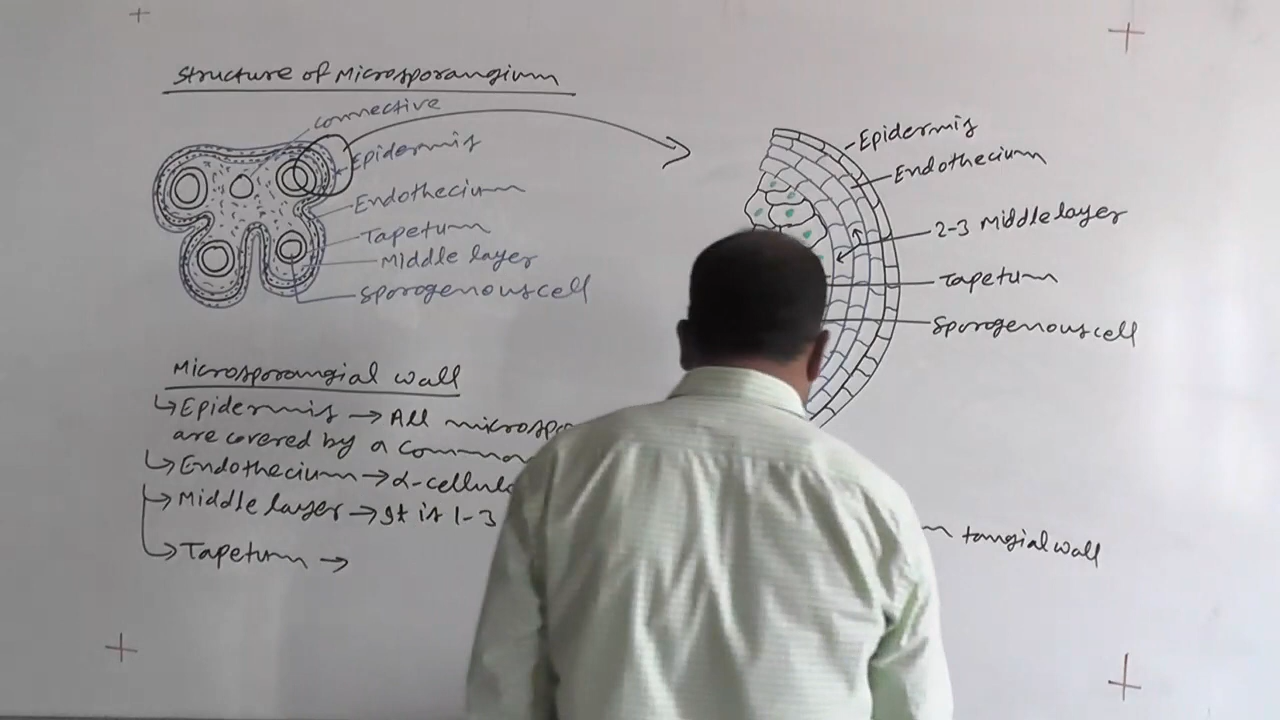 Structure of Microsporangium
connective
Epidermis
Endothecium
Tapetum
Middle layer
Sporogenous cell
Epidermis
Endothecium
2-3 Middle layer
Tapetum
Sporogenous cell
Microsporangial wall
Epidermis → All
are covered by a
Endothecium →
Middle layer → It is 1-3
tangial wall
Tapetum →